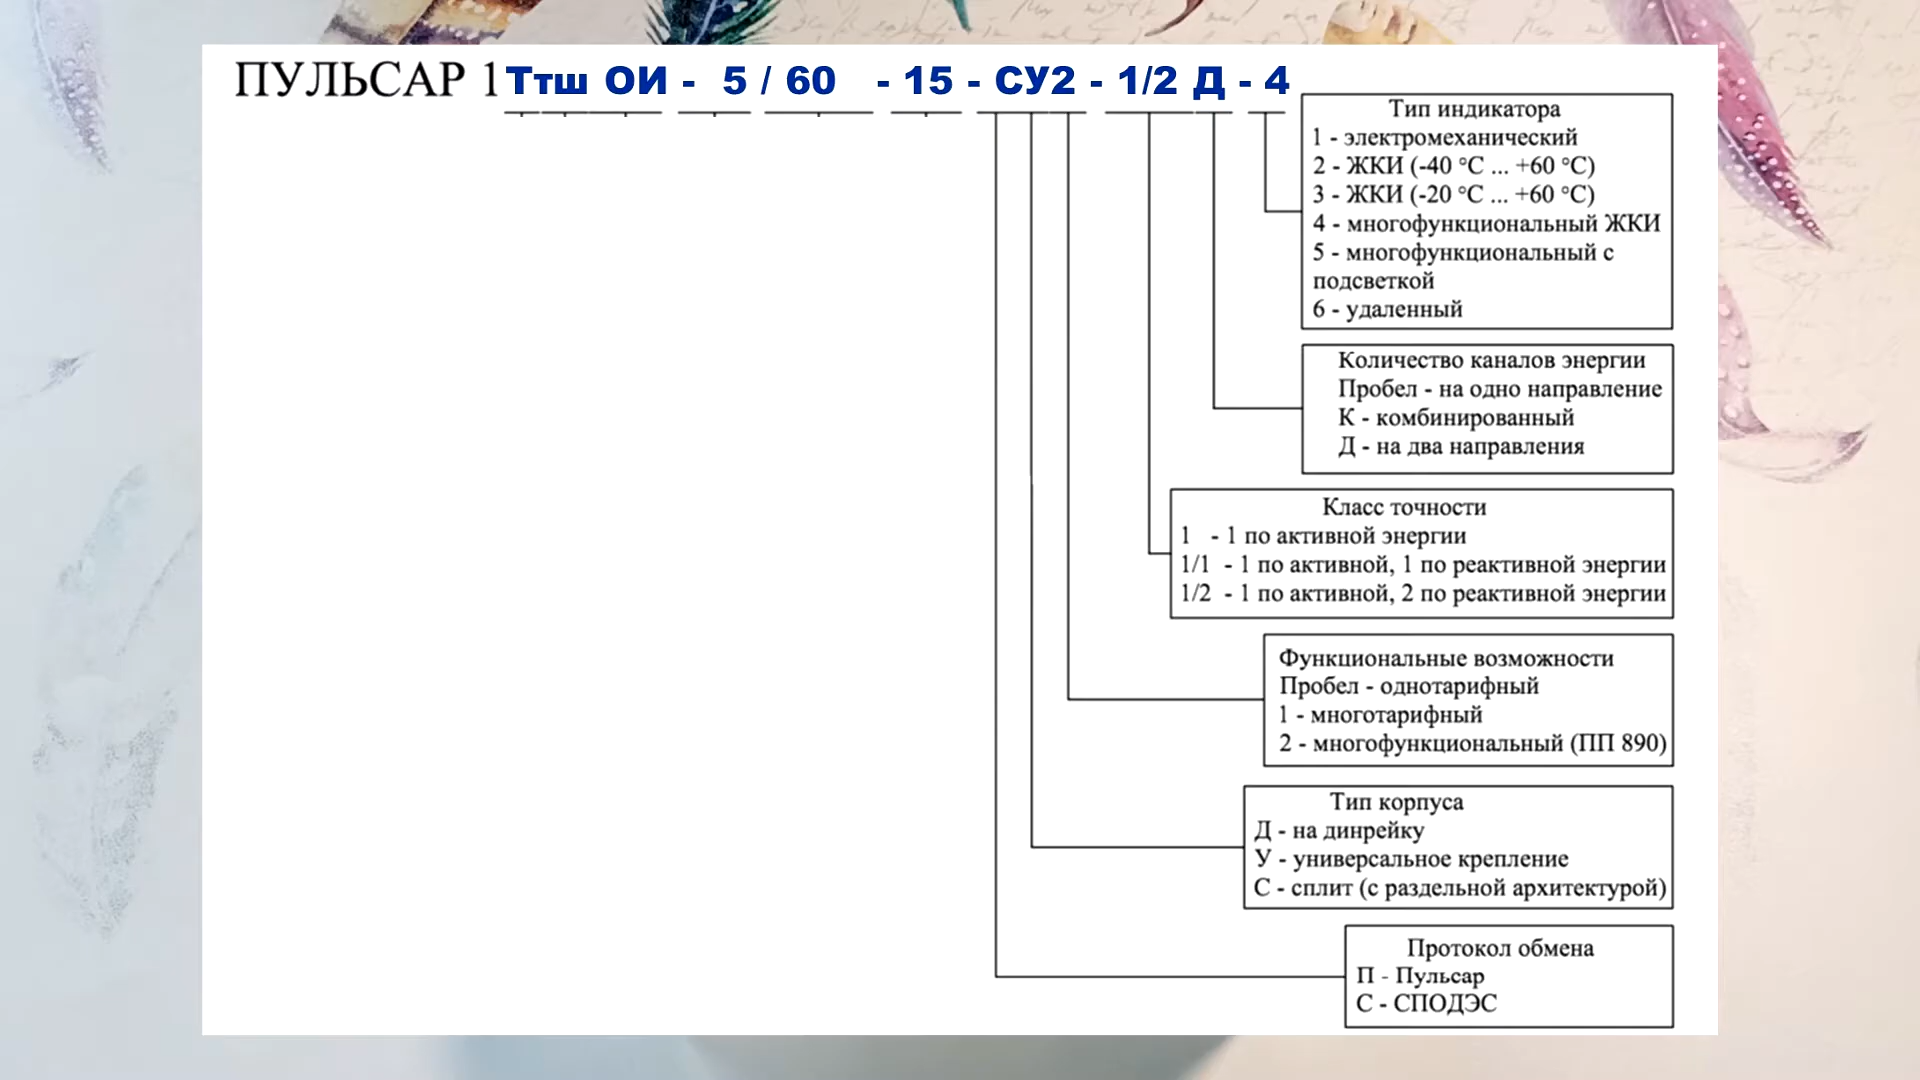 ПУЛЬСАР 1Ттш ОИ - 5 / 60 - 15 - СУ2 - 1/2 Д - 4
Тип индикатора
1 - электромеханический
2 - ЖКИ (-40 °С ... +60 °С)
3 - ЖКИ (-20 °С ... +60 °С)
4 - многофункциональный ЖКИ
5 - многофункциональный с
подсветкой
6 - удаленный
Количество каналов энергии
Пробел - на одно направление
К - комбинированный
Д - на два направления
Класс точности
1 - 1 по активной энергии
1/1 - 1 по активной, 1 по реактивной энергии
1/2 - 1 по активной, 2 по реактивной энергии
Функциональные возможности
Пробел - однотарифный
1 - многотарифный
2 - многофункциональный (ПП 890)
Тип корпуса
Д - на динрейку
У - универсальное крепление
С - сплит (с раздельной архитектурой)
Протокол обмена
П - Пульсар
С - СПОДЭС